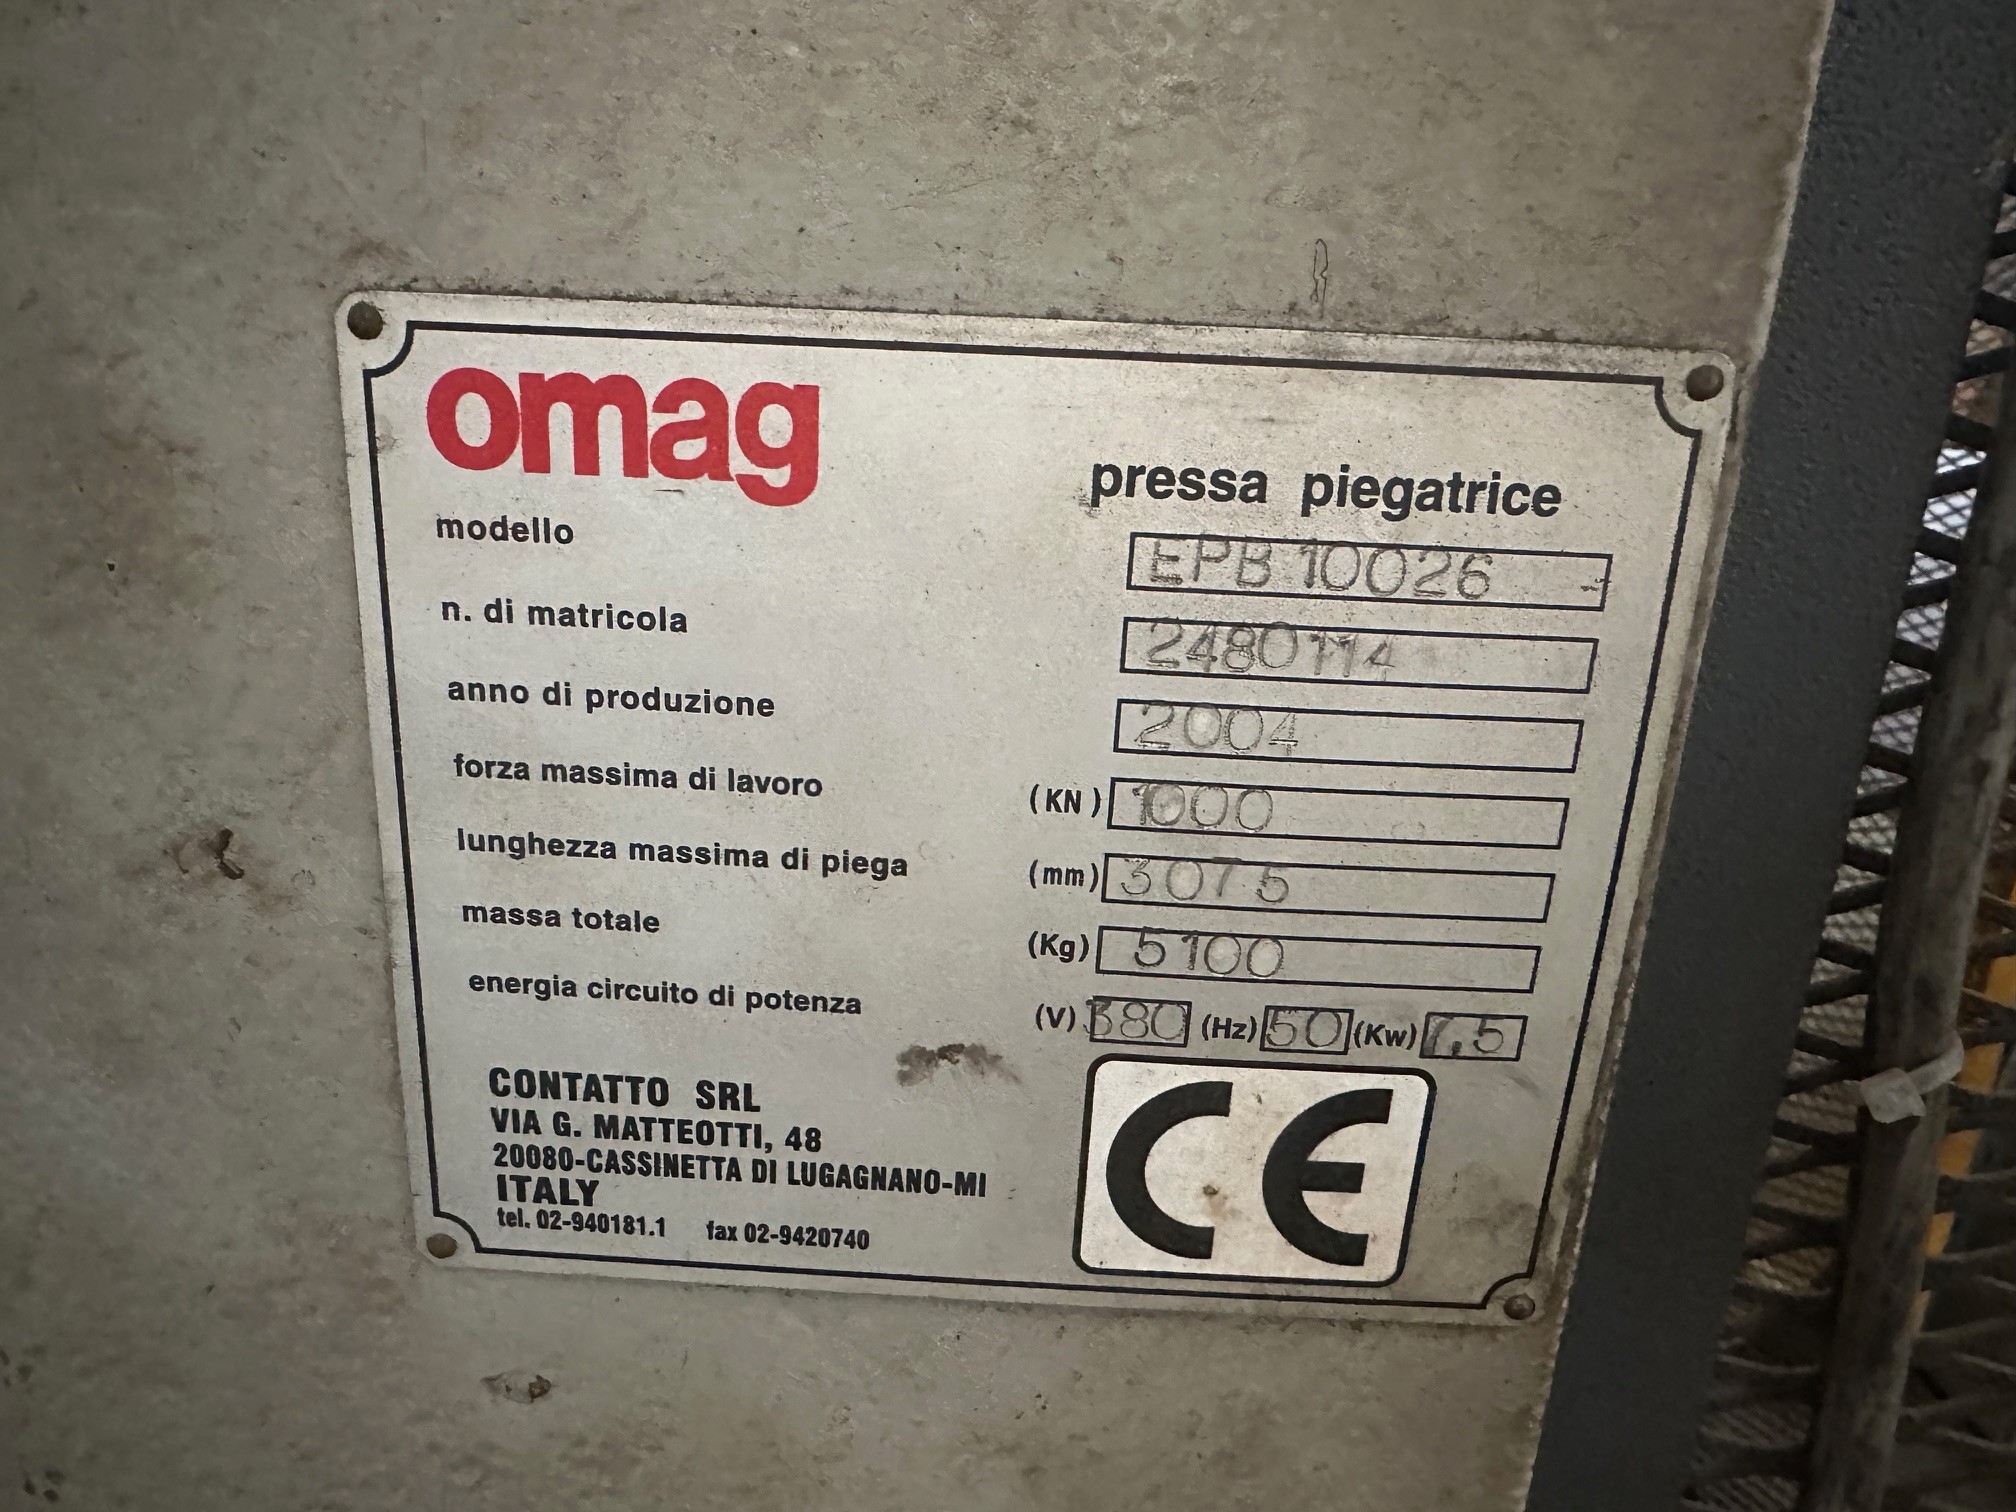 omag
pressa piegatrice
modello EPB 10026
n. di matricola 2480114
anno di produzione 2004
forza massima di lavoro (KN) 1000
lunghezza massima di piega (mm) 3075
massa totale (Kg) 5100
energia circuito di potenza (V) 380 (Hz) 50 (Kw) 7,5
CONTATTO SRL
VIA G. MATTEOTTI, 48
20080-CASSINETTA DI LUGAGNANO-MI
ITALY
tel. 02-940181.1 fax 02-9420740
CE